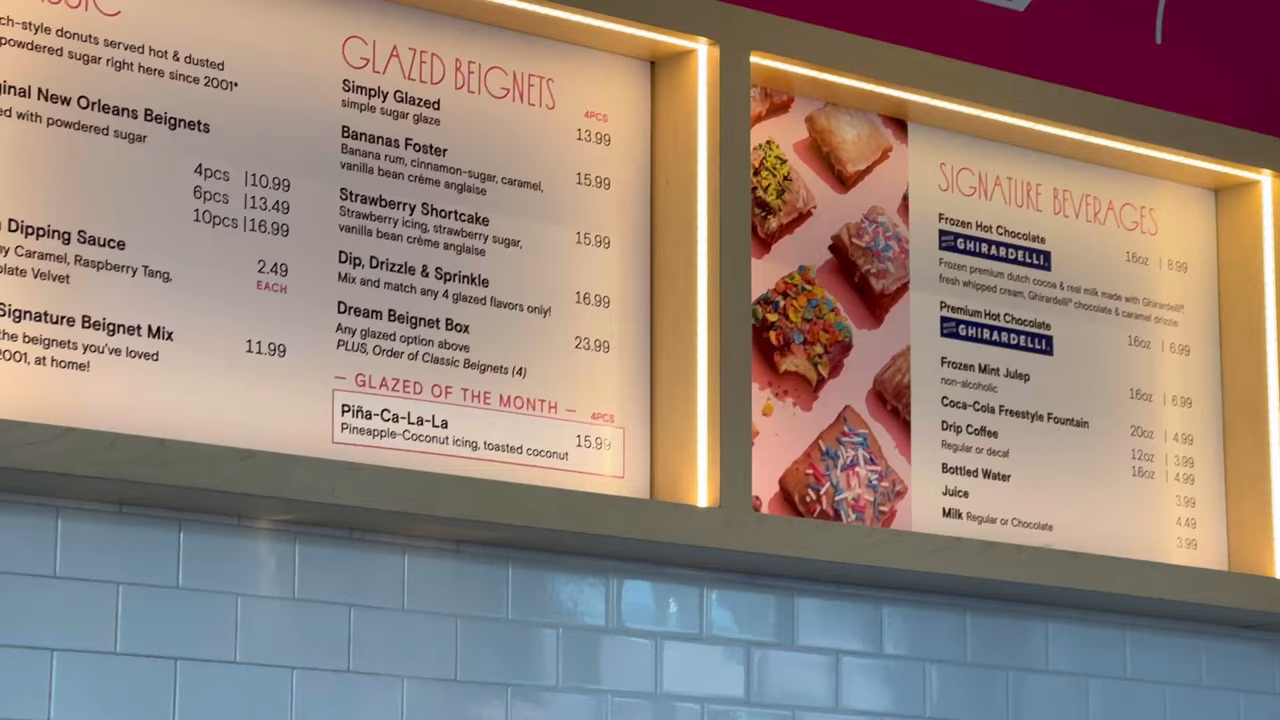 ch-style donuts served hot & dusted
powdered sugar right here since 2001*
ginal New Orleans Beignets
ed with powdered sugar
4pcs | 10.99
6pcs | 13.49
10pcs | 16.99
Dipping Sauce
Caramel, Raspberry Tang,
late Velvet
2.49
EACH
Signature Beignet Mix
the beignets you've loved
2001, at home!
11.99
GLAZED BEIGNETS
4PCS
Simply Glazed
simple sugar glaze
13.99
Bananas Foster
Banana rum, cinnamon-sugar, caramel,
vanilla bean crème anglaise
15.99
Strawberry Shortcake
Strawberry icing, strawberry sugar,
vanilla bean crème anglaise
15.99
Dip, Drizzle & Sprinkle
Mix and match any 4 glazed flavors only!
16.99
Dream Beignet Box
Any glazed option above
PLUS, Order of Classic Beignets (4)
23.99
— GLAZED OF THE MONTH —
4PCS
Piña-Ca-La-La
Pineapple-Coconut icing, toasted coconut
15.99
SIGNATURE BEVERAGES
Frozen Hot Chocolate
MADE WITH GHIRARDELLI
16oz | 8.99
Frozen premium dutch cocoa & real milk made with Ghirardelli®
fresh whipped cream, Ghirardelli® chocolate & caramel drizzle
Premium Hot Chocolate
MADE WITH GHIRARDELLI
16oz | 6.99
Frozen Mint Julep
non-alcoholic
16oz | 6.99
Coca-Cola Freestyle Fountain
20oz | 4.99
Drip Coffee
Regular or decaf
12oz | 3.99
16oz | 4.99
Bottled Water
3.99
Juice
4.49
Milk Regular or Chocolate
3.99